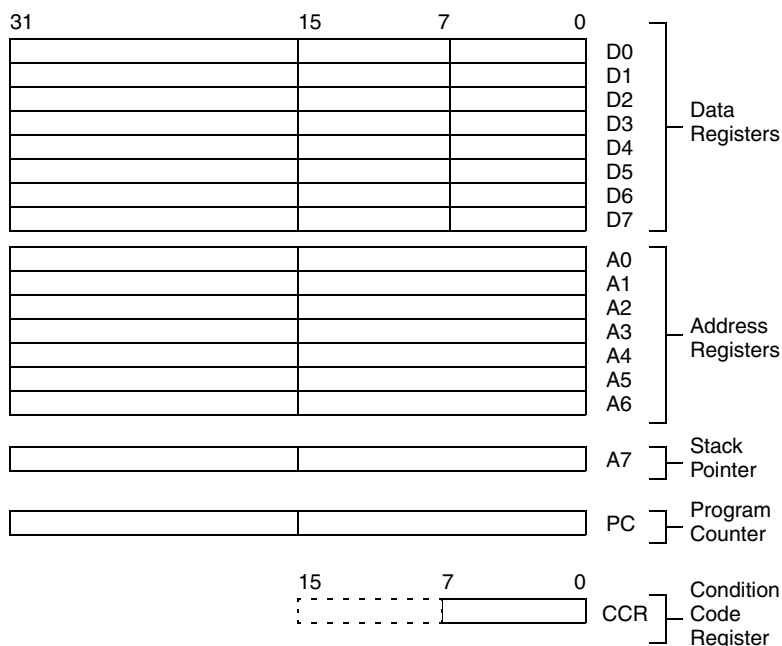 31 15 7 0
D0
D1
D2
D3
D4
D5
D6
D7
Data
Registers
A0
A1
A2
A3
A4
A5
A6
Address
Registers
A7
Stack
Pointer
PC
Program
Counter
15 7 0
CCR
Condition
Code
Register